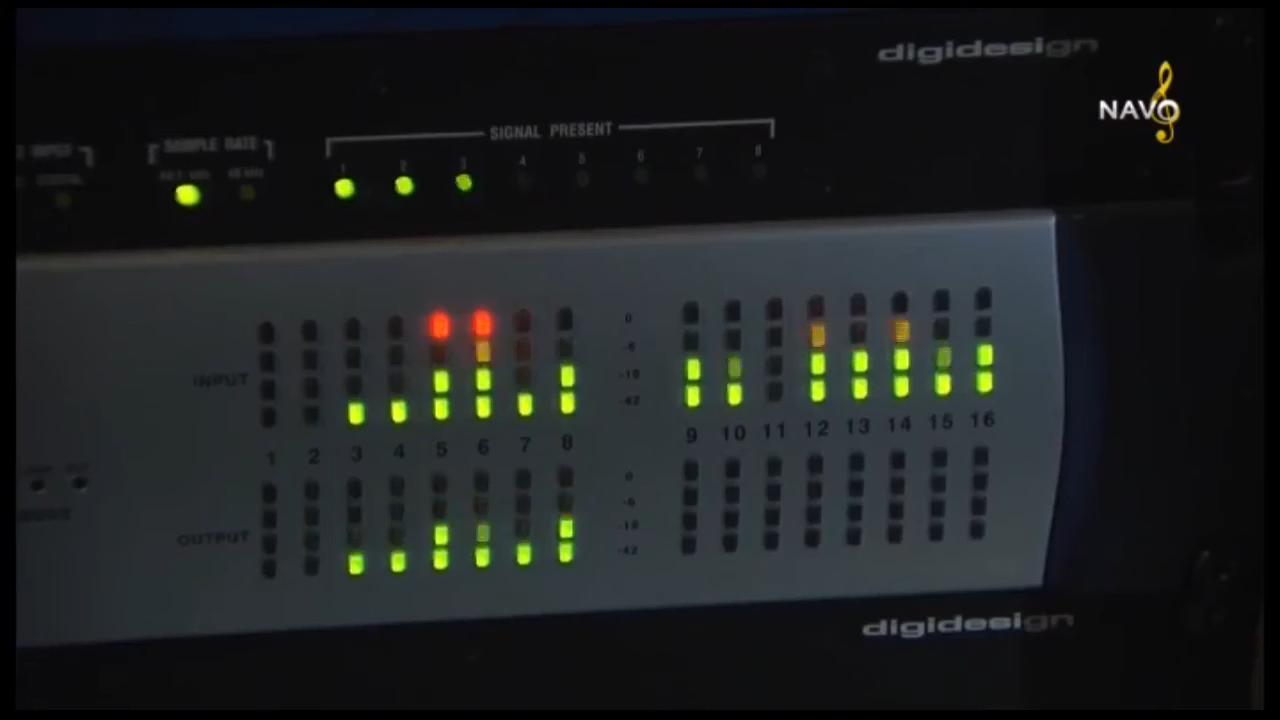 digidesign
NAVO
SIGNAL PRESENT
SAMPLE RATE
1 2 3 4 5 6 7 8
0
-6
-18
-42
INPUT
1 2 3 4 5 6 7 8 9 10 11 12 13 14 15 16
0
-6
-18
-42
OUTPUT
digidesign